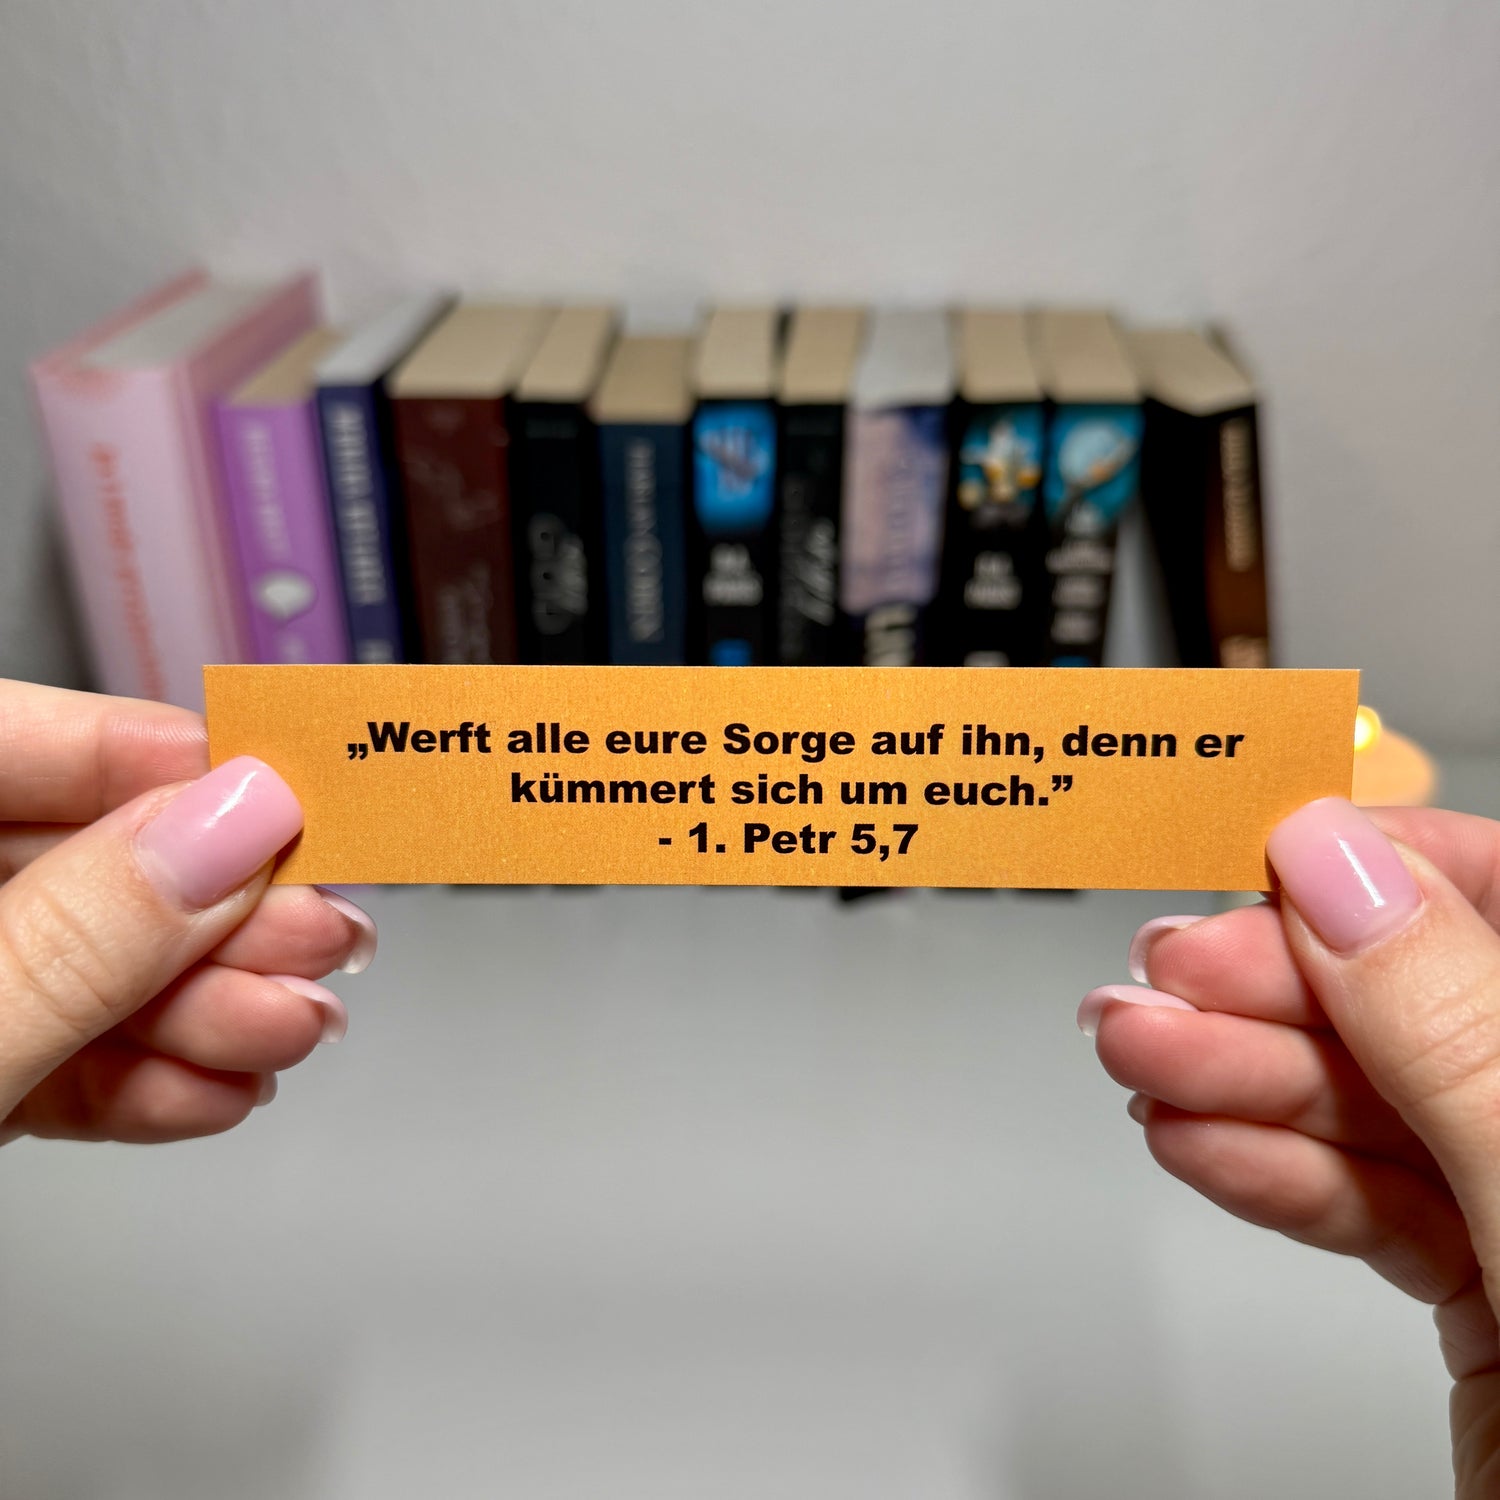 „Werft alle eure Sorge auf ihn, denn er
kümmert sich um euch.”
- 1. Petr 5,7